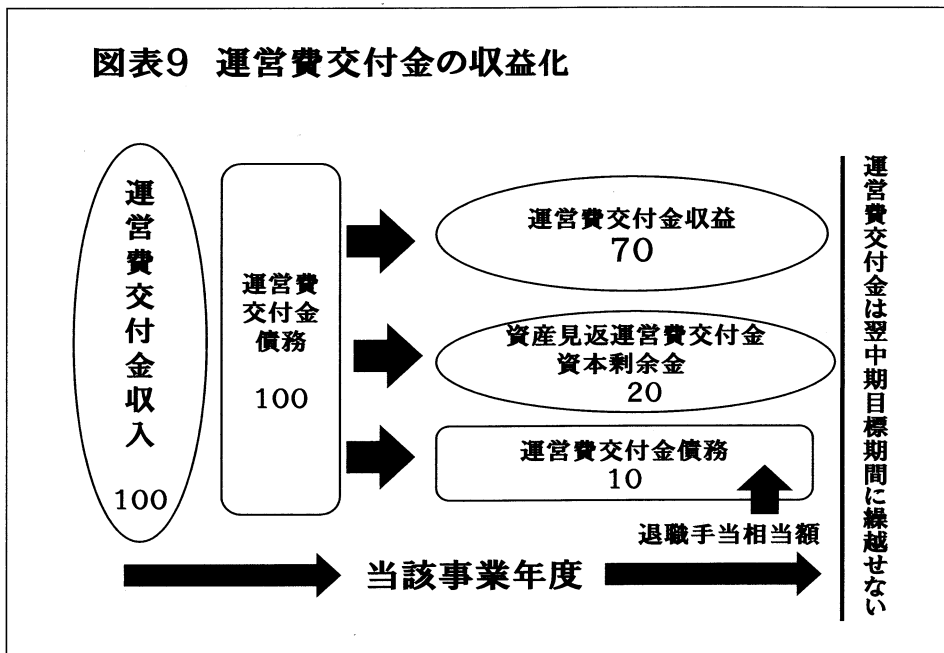 図表9 運営費交付金の収益化
運営費交付金収入
100
運営費
交付金
債務
100
運営費交付金収益
70
資産見返運営費交付金
資本剰余金
20
運営費交付金債務
10
退職手当相当額
当該事業年度
運営費交付金は翌中期目標期間に繰越せない